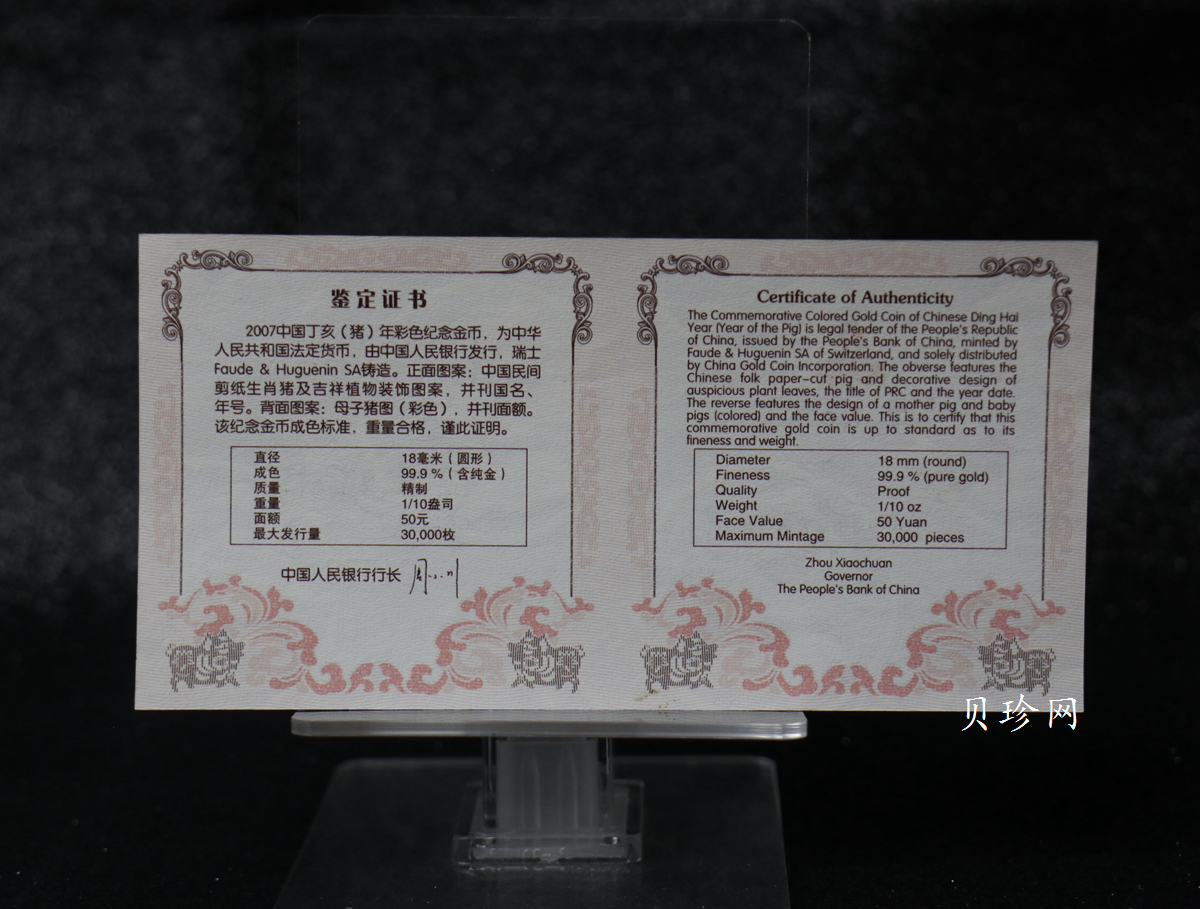 鉴定证书
2007中国丁亥（猪）年彩色纪念金币，为中华
人民共和国法定货币，由中国人民银行发行，瑞士
Faude & Huguenin SA铸造。正面图案：中国民间
剪纸生肖猪及吉祥植物装饰图案，并刊国名、
年号。背面图案：母子猪图（彩色），并刊面额。
该纪念金币成色标准，重量合格，谨此证明。
直径 18毫米（圆形）
成色 99.9 %（含纯金）
质量 精制
重量 1/10盎司
面额 50元
最大发行量 30,000枚
中国人民银行行长 周小川
Certificate of Authenticity
The Commemorative Colored Gold Coin of Chinese Ding Hai
Year (Year of the Pig) is legal tender of the People's Republic
of China, issued by the People's Bank of China, minted by
Faude & Huguenin SA of Switzerland, and solely distributed
by China Gold Coin Incorporation. The obverse features the
Chinese folk paper-cut pig and decorative design of
auspicious plant leaves, the title of PRC and the year date.
The reverse features the design of a mother pig and baby
pigs (colored) and the face value. This is to certify that this
commemorative gold coin is up to standard as to its
fineness and weight.
Diameter 18 mm (round)
Fineness 99.9 % (pure gold)
Quality Proof
Weight 1/10 oz
Face Value 50 Yuan
Maximum Mintage 30,000 pieces
Zhou Xiaochuan
Governor
The People's Bank of China
贝珍网